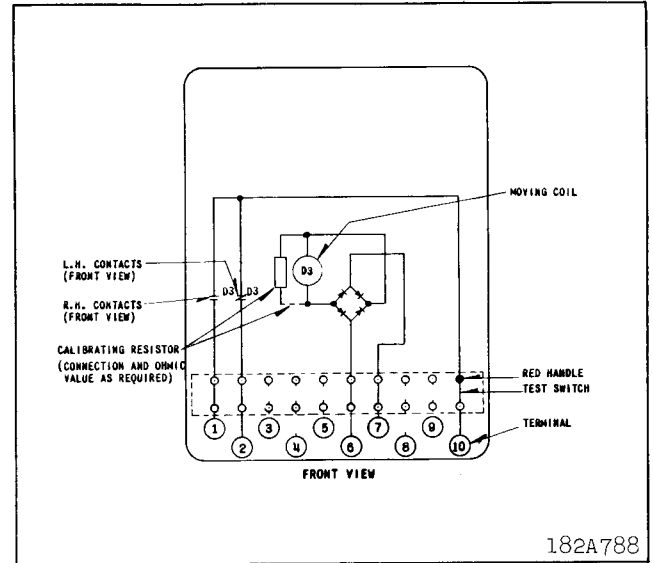 MOVING COIL
L.H. CONTACTS
(FRONT VIEW)
D3
D3 D3
R.H. CONTACTS
(FRONT VIEW)
CALIBRATING RESISTOR
(CONNECTION AND OHMIC
VALUE AS REQUIRED)
RED HANDLE
TEST SWITCH
TERMINAL
1 2 3 4 5 6 7 8 9 10
FRONT VIEW
182A788